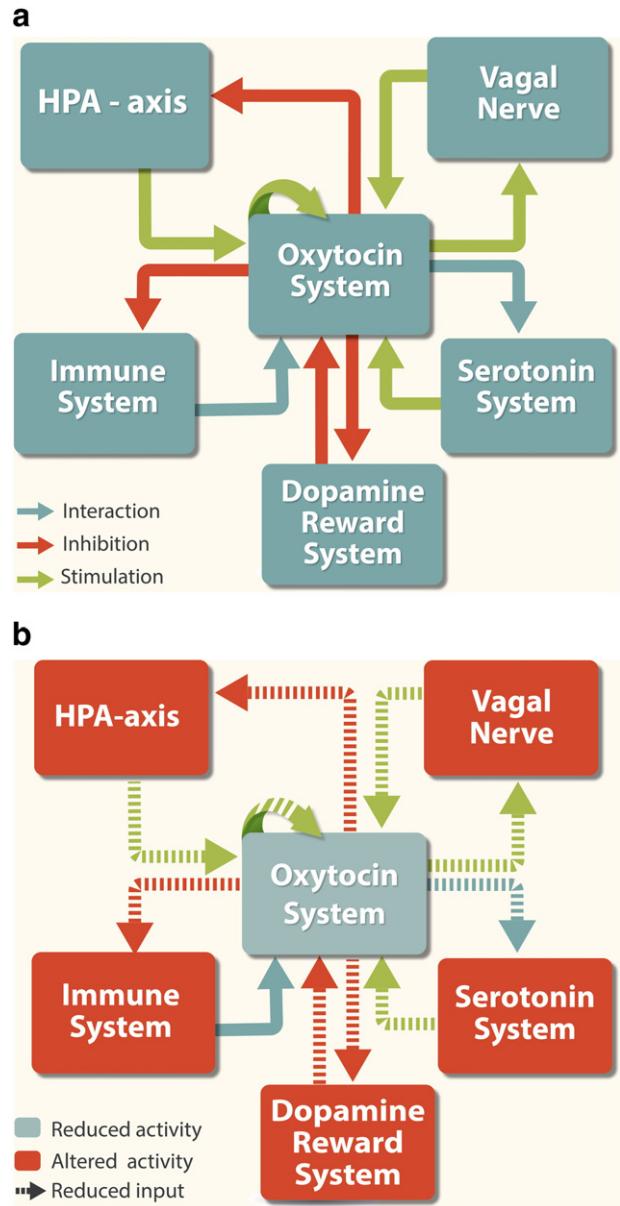 a
HPA - axis
Vagal
Nerve
Oxytocin
System
Immune
System
Serotonin
System
Dopamine
Reward
System
Interaction
Inhibition
Stimulation
b
HPA-axis
Vagal
Nerve
Oxytocin
System
Immune
System
Serotonin
System
Dopamine
Reward
System
Reduced activity
Altered activity
Reduced input